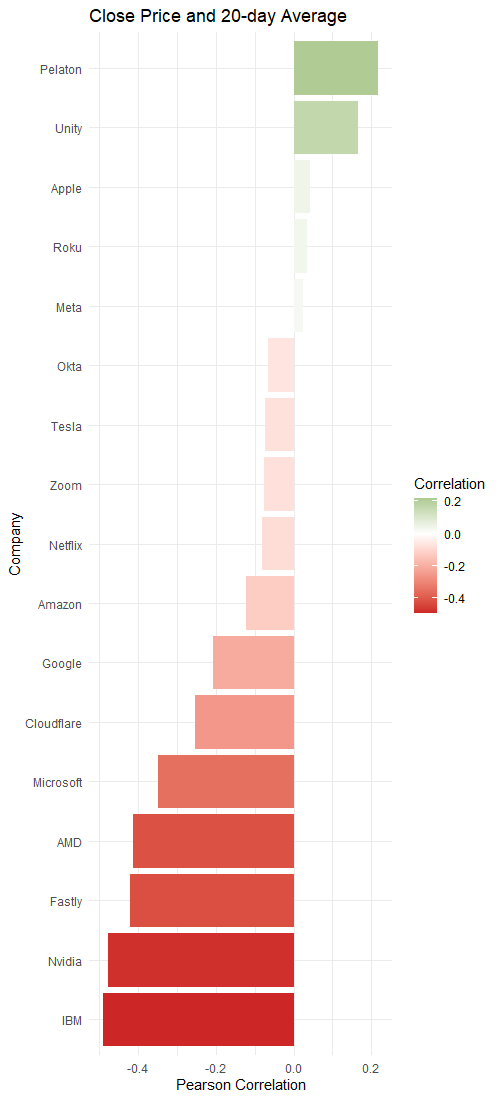 Close Price and 20-day Average
Company
Pelaton
Unity
Apple
Roku
Meta
Okta
Tesla
Zoom
Netflix
Amazon
Google
Cloudflare
Microsoft
AMD
Fastly
Nvidia
IBM
-0.4 -0.2 0.0 0.2
Pearson Correlation
Correlation
0.2
0.0
-0.2
-0.4